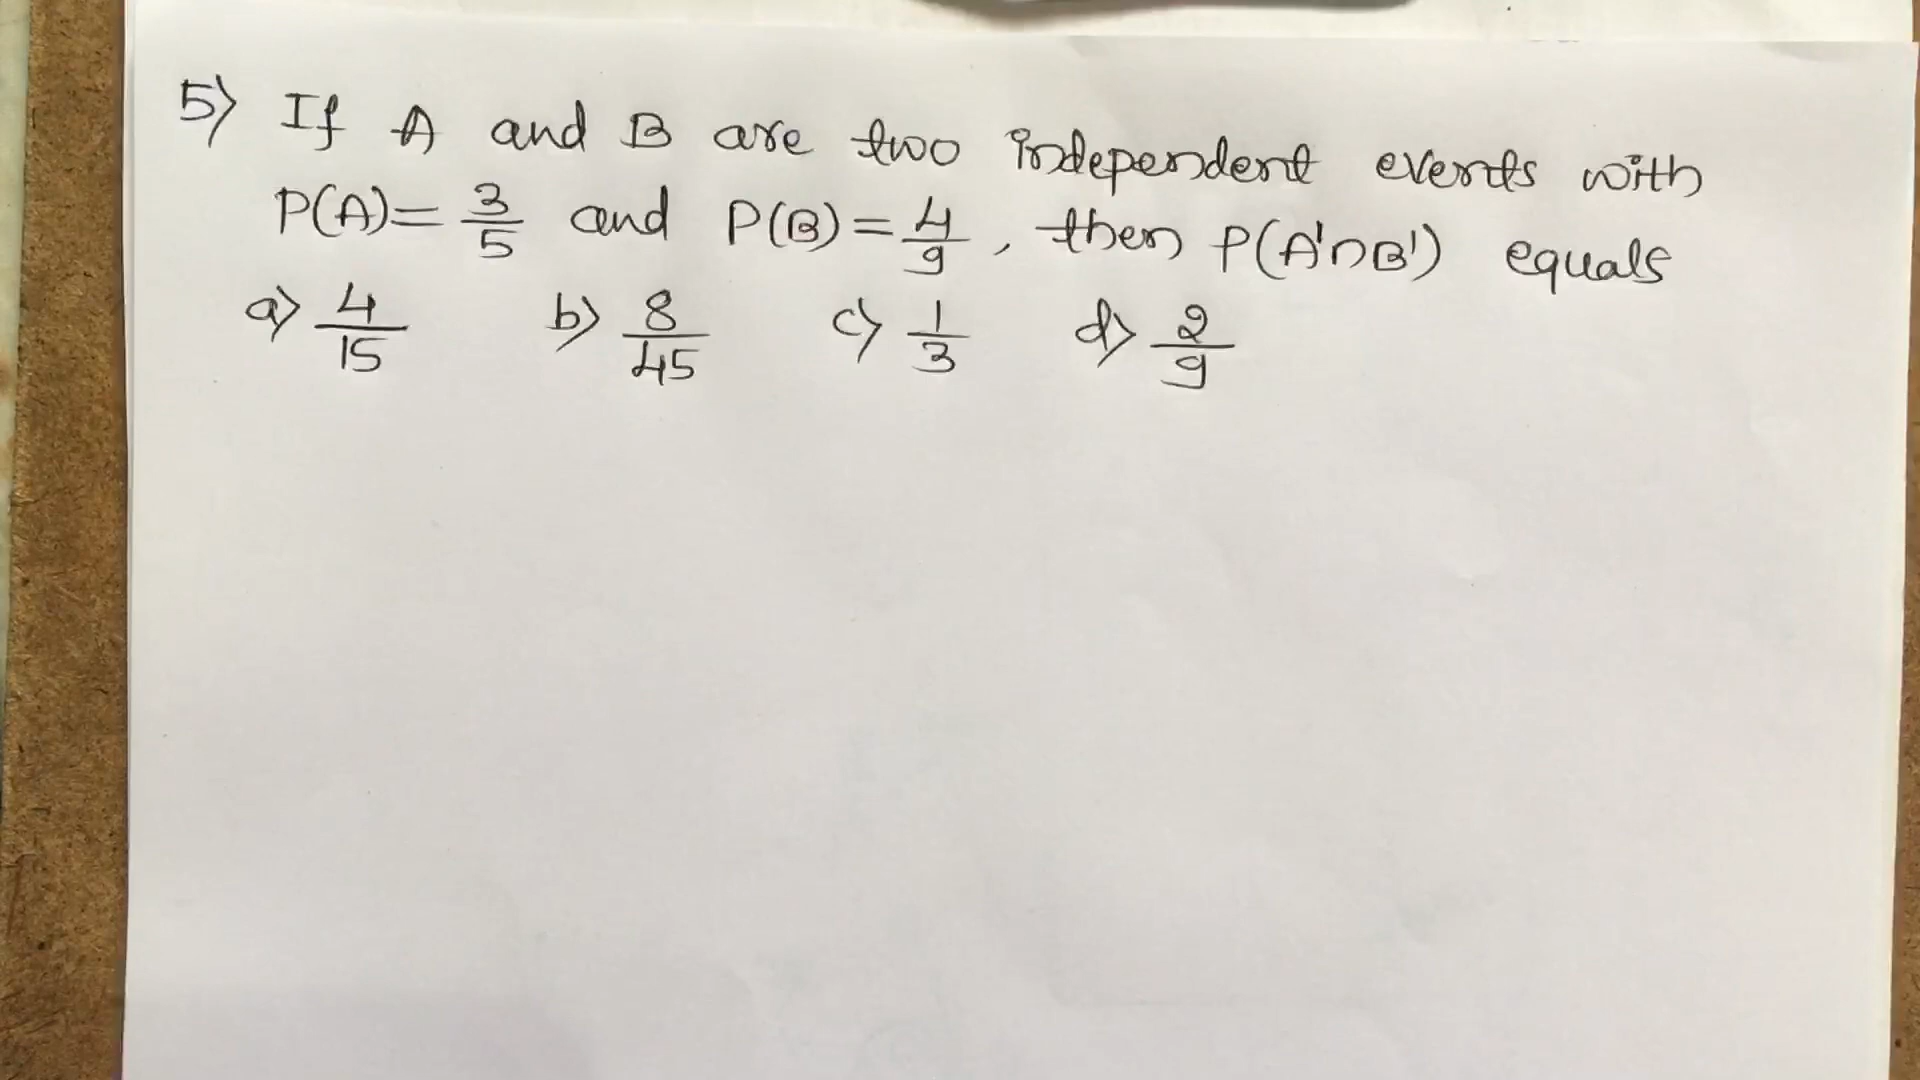 5) If A and B are two independent events with
P(A)= 3/5 and P(B)= 4/9, then P(A'∩B') equals
a) 4/15 b) 8/45 c) 1/3 d) 2/9